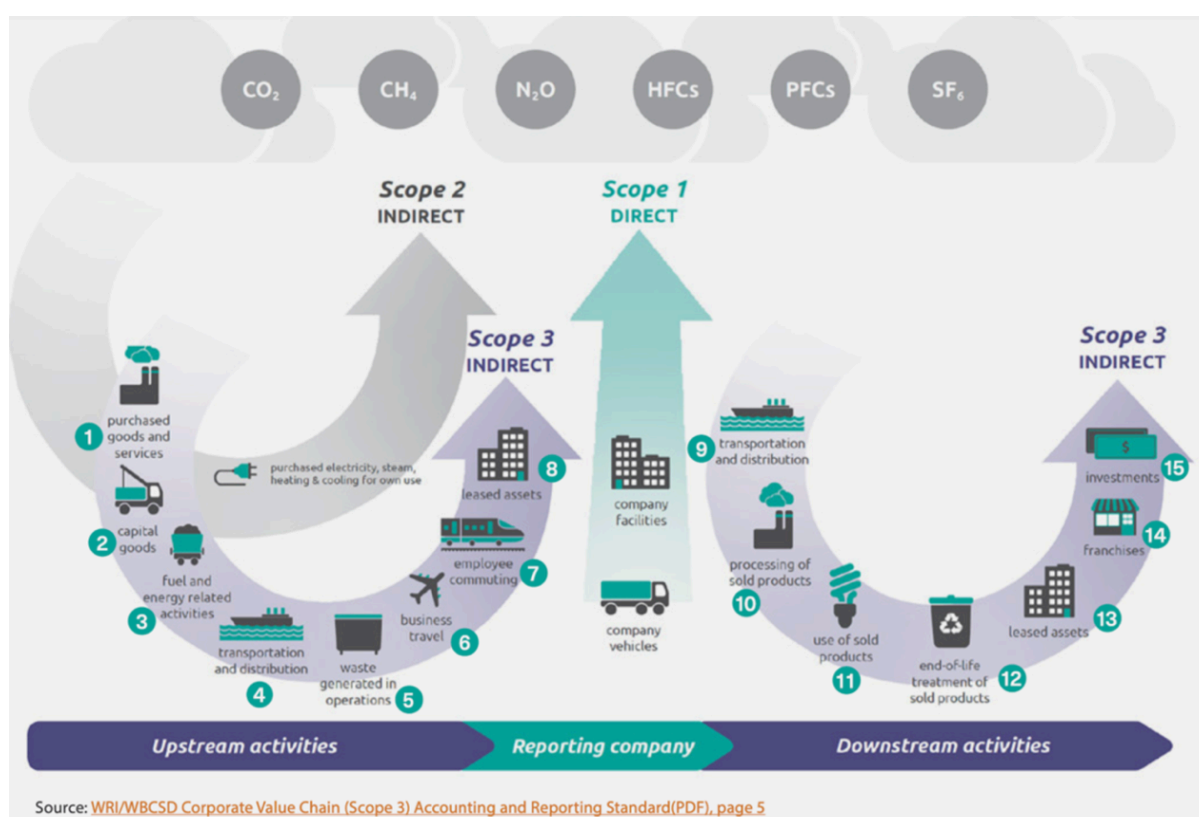 CO₂
CH₄
N₂O
HFCs
PFCs
SF₆
Scope 2
INDIRECT
Scope 1
DIRECT
Scope 3
INDIRECT
Scope 3
INDIRECT
1
purchased
goods and
services
2
capital
goods
3
fuel and
energy related
activities
4
transportation
and distribution
5
waste
generated in
operations
6
business
travel
7
employee
commuting
8
leased assets
purchased electricity, steam,
heating & cooling for own use
company
facilities
company
vehicles
9
transportation
and distribution
10
processing of
sold products
11
use of sold
products
12
end-of-life
treatment of
sold products
13
leased assets
14
franchises
15
$
investments
Upstream activities
Reporting company
Downstream activities
Source: WRI/WBCSD Corporate Value Chain (Scope 3) Accounting and Reporting Standard(PDF), page 5